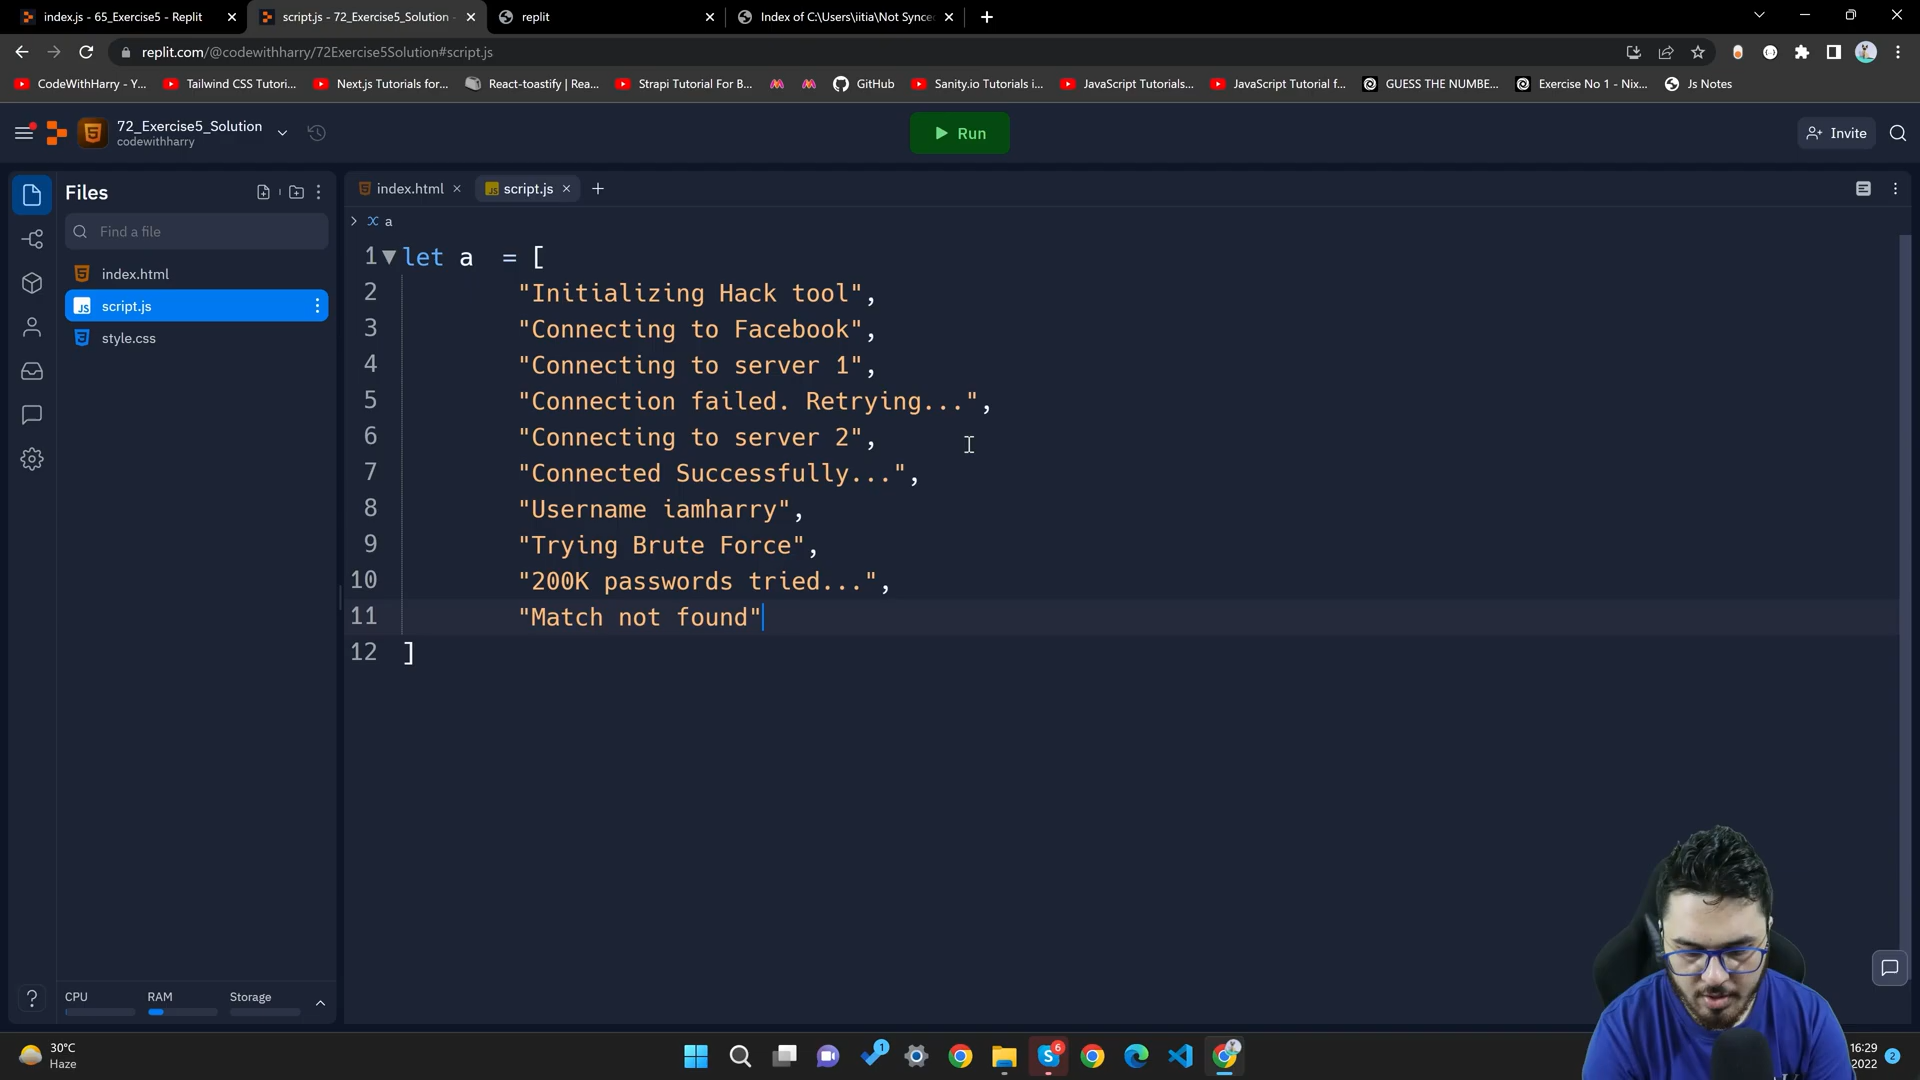 index.js - 65_Exercise5 - Replit
script.js - 72_Exercise5_Solution -
replit
Index of C:\Users\iitia\Not Synced
replit.com/@codewithharry/72Exercise5Solution#script.js
CodeWithHarry - Y...
Tailwind CSS Tutori...
Next.js Tutorials for...
React-toastify | Rea...
Strapi Tutorial For B...
GitHub
Sanity.io Tutorials i...
JavaScript Tutorials...
JavaScript Tutorial f...
GUESS THE NUMBE...
Exercise No 1 - Nix...
Js Notes
72_Exercise5_Solution
codewithharry
Run
Invite
Files
Find a file
index.html
script.js
style.css
index.html
script.js
a
1 let a = [
2 "Initializing Hack tool",
3 "Connecting to Facebook",
4 "Connecting to server 1",
5 "Connection failed. Retrying...",
6 "Connecting to server 2",
7 "Connected Successfully...",
8 "Username iamharry",
9 "Trying Brute Force",
10 "200K passwords tried...",
11 "Match not found"
12 ]
CPU
RAM
Storage
30°C
Haze
1
6
16:29
2022
2